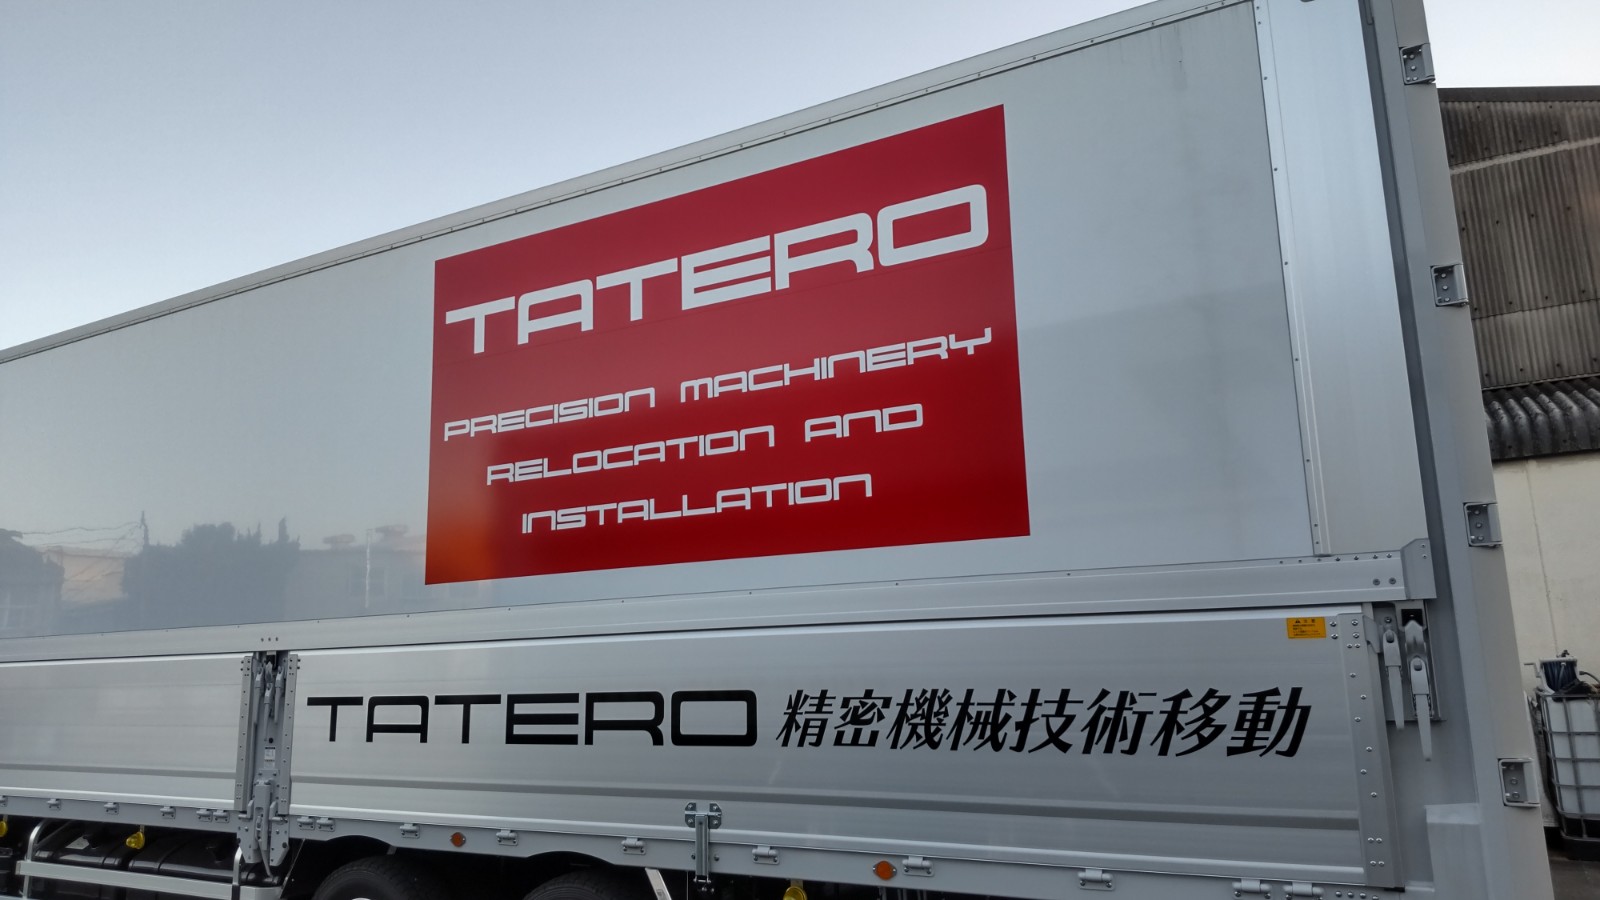 TATERO
PRECISION MACHINERY
RELOCATION AND
INSTALLATION
TATERO 精密機械技術移動